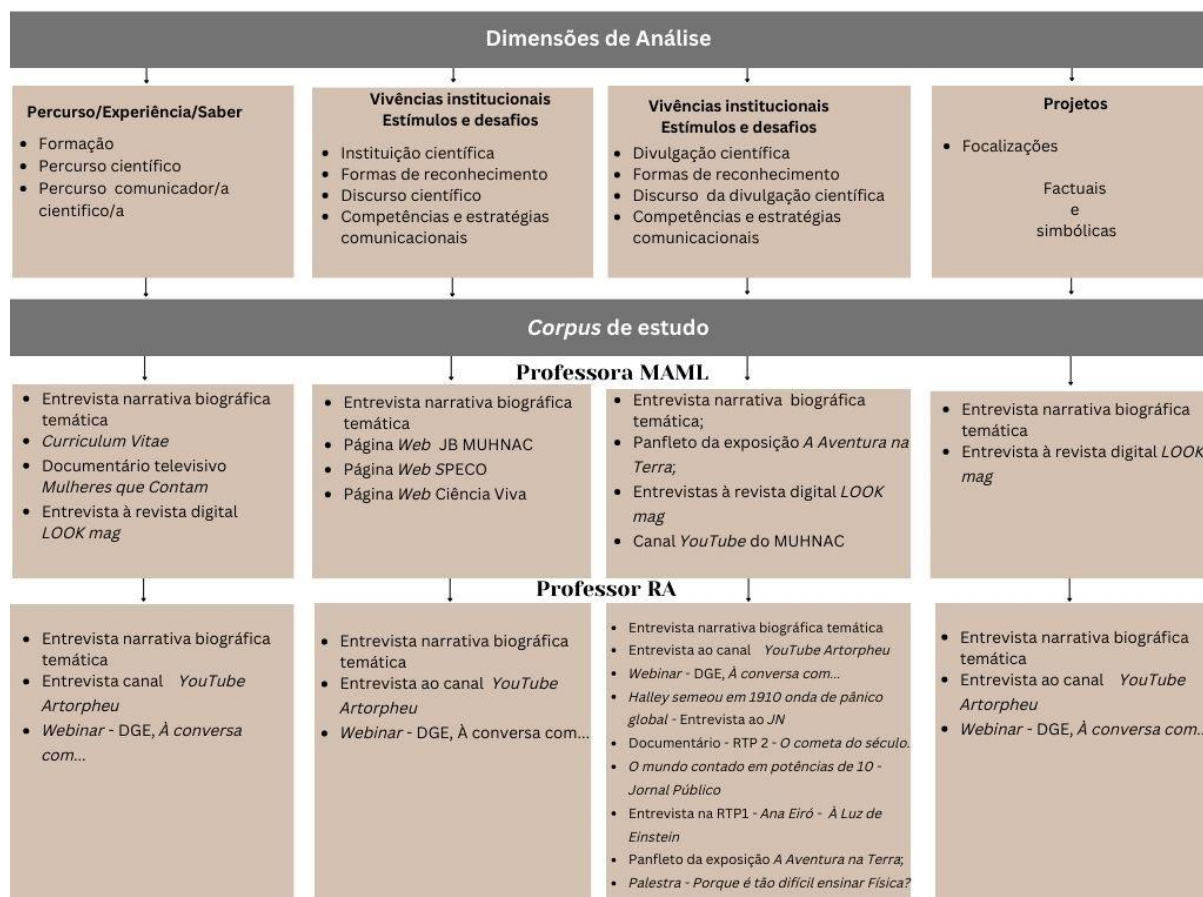 Dimensões de Análise
Percurso/Experiência/Saber
• Formação
• Percurso científico
• Percurso comunicador/a
cientifico/a
Vivências institucionais
Estímulos e desafios
• Instituição científica
• Formas de reconhecimento
• Discurso científico
• Competências e estratégias
comunicacionais
Vivências institucionais
Estímulos e desafios
• Divulgação científica
• Formas de reconhecimento
• Discurso da divulgação científica
• Competências e estratégias
comunicacionais
Projetos
• Focalizações
Factuais
e
simbólicas
Corpus de estudo
Professora MAML
• Entrevista narrativa biográfica
temática
• Curriculum Vitae
• Documentário televisivo
Mulheres que Contam
• Entrevista à revista digital
LOOK mag
• Entrevista narrativa biográfica
temática
• Página Web JB MUHNAC
• Página Web SPECO
• Página Web Ciência Viva
• Entrevista narrativa biográfica
temática;
• Panfleto da exposição A Aventura na
Terra;
• Entrevistas à revista digital LOOK
mag
• Canal YouTube do MUHNAC
• Entrevista narrativa biográfica
temática
• Entrevista à revista digital LOOK
mag
Professor RA
• Entrevista narrativa biográfica
temática
• Entrevista canal YouTube
Artorpheu
• Webinar - DGE, À conversa
com...
• Entrevista narrativa biográfica
temática
• Entrevista ao canal YouTube
Artorpheu
• Webinar - DGE, À conversa com...
• Entrevista narrativa biográfica temática
• Entrevista ao canal YouTube Artorpheu
• Webinar - DGE, À conversa com...
• Halley semeou em 1910 onda de pânico
global - Entrevista ao JN
• Documentário - RTP 2 - O cometa do século.
• O mundo contado em potências de 10 -
Jornal Público
• Entrevista na RTP1 - Ana Eiró - À Luz de
Einstein
• Panfleto da exposição A Aventura na Terra;
• Palestra - Porque é tão difícil ensinar Física?
• Entrevista narrativa biográfica
temática
• Entrevista ao canal YouTube
Artorpheu
• Webinar - DGE, À conversa com...